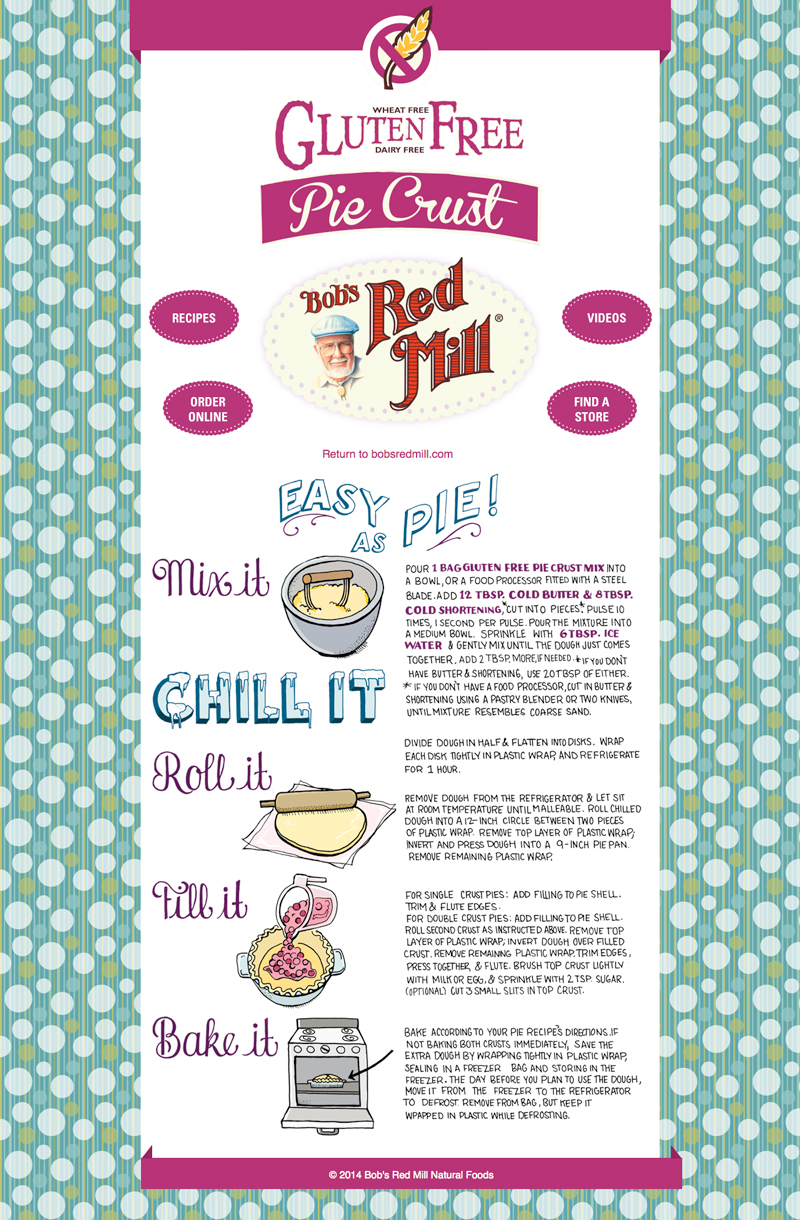 WHEAT FREE
GLUTEN FREE
DAIRY FREE
Pie Crust
Bob's
Red
Mill®
RECIPES
VIDEOS
ORDER
ONLINE
FIND A
STORE
Return to bobsredmill.com
EASY
AS PIE!
Mix it
POUR 1 BAG GLUTEN FREE PIE CRUST MIX INTO
A BOWL, OR A FOOD PROCESSOR FITTED WITH A STEEL
BLADE. ADD 12 TBSP. COLD BUTTER & 8 TBSP.
COLD SHORTENING,* CUT INTO PIECES.* PULSE 10
TIMES, 1 SECOND PER PULSE. POUR THE MIXTURE INTO
A MEDIUM BOWL. SPRINKLE WITH 6 TBSP. ICE
WATER & GENTLY MIX UNTIL THE DOUGH JUST COMES
TOGETHER. ADD 2 TBSP. MORE, IF NEEDED. *IF YOU DON'T
HAVE BUTTER & SHORTENING, USE 20 TBSP OF EITHER.
* IF YOU DON'T HAVE A FOOD PROCESSOR, CUT IN BUTTER &
SHORTENING USING A PASTRY BLENDER OR TWO KNIVES,
UNTIL MIXTURE RESEMBLES COARSE SAND.
CHILL IT
DIVIDE DOUGH IN HALF & FLATTEN INTO DISKS. WRAP
EACH DISK TIGHTLY IN PLASTIC WRAP, AND REFRIGERATE
FOR 1 HOUR.
Roll it
REMOVE DOUGH FROM THE REFRIGERATOR & LET SIT
AT ROOM TEMPERATURE UNTIL MALLEABLE. ROLL CHILLED
DOUGH INTO A 12-INCH CIRCLE BETWEEN TWO PIECES
OF PLASTIC WRAP. REMOVE TOP LAYER OF PLASTIC WRAP;
INVERT AND PRESS DOUGH INTO A 9-INCH PIE PAN.
REMOVE REMAINING PLASTIC WRAP.
Fill it
FOR SINGLE CRUST PIES: ADD FILLING TO PIE SHELL.
TRIM & FLUTE EDGES.
FOR DOUBLE CRUST PIES: ADD FILLING TO PIE SHELL.
ROLL SECOND CRUST AS INSTRUCTED ABOVE. REMOVE TOP
LAYER OF PLASTIC WRAP; INVERT DOUGH OVER FILLED
CRUST. REMOVE REMAINING PLASTIC WRAP. TRIM EDGES,
PRESS TOGETHER, & FLUTE. BRUSH TOP CRUST LIGHTLY
WITH MILK OR EGG, & SPRINKLE WITH 2 TSP. SUGAR.
(OPTIONAL) CUT 3 SMALL SLITS IN TOP CRUST.
Bake it
BAKE ACCORDING TO YOUR PIE RECIPE'S DIRECTIONS. IF
NOT BAKING BOTH CRUSTS IMMEDIATELY, SAVE THE
EXTRA DOUGH BY WRAPPING TIGHTLY IN PLASTIC WRAP,
SEALING IN A FREEZER BAG AND STORING IN THE
FREEZER. THE DAY BEFORE YOU PLAN TO USE THE DOUGH,
MOVE IT FROM THE FREEZER TO THE REFRIGERATOR
TO DEFROST. REMOVE FROM BAG, BUT KEEP IT
WRAPPED IN PLASTIC WHILE DEFROSTING.
© 2014 Bob's Red Mill Natural Foods